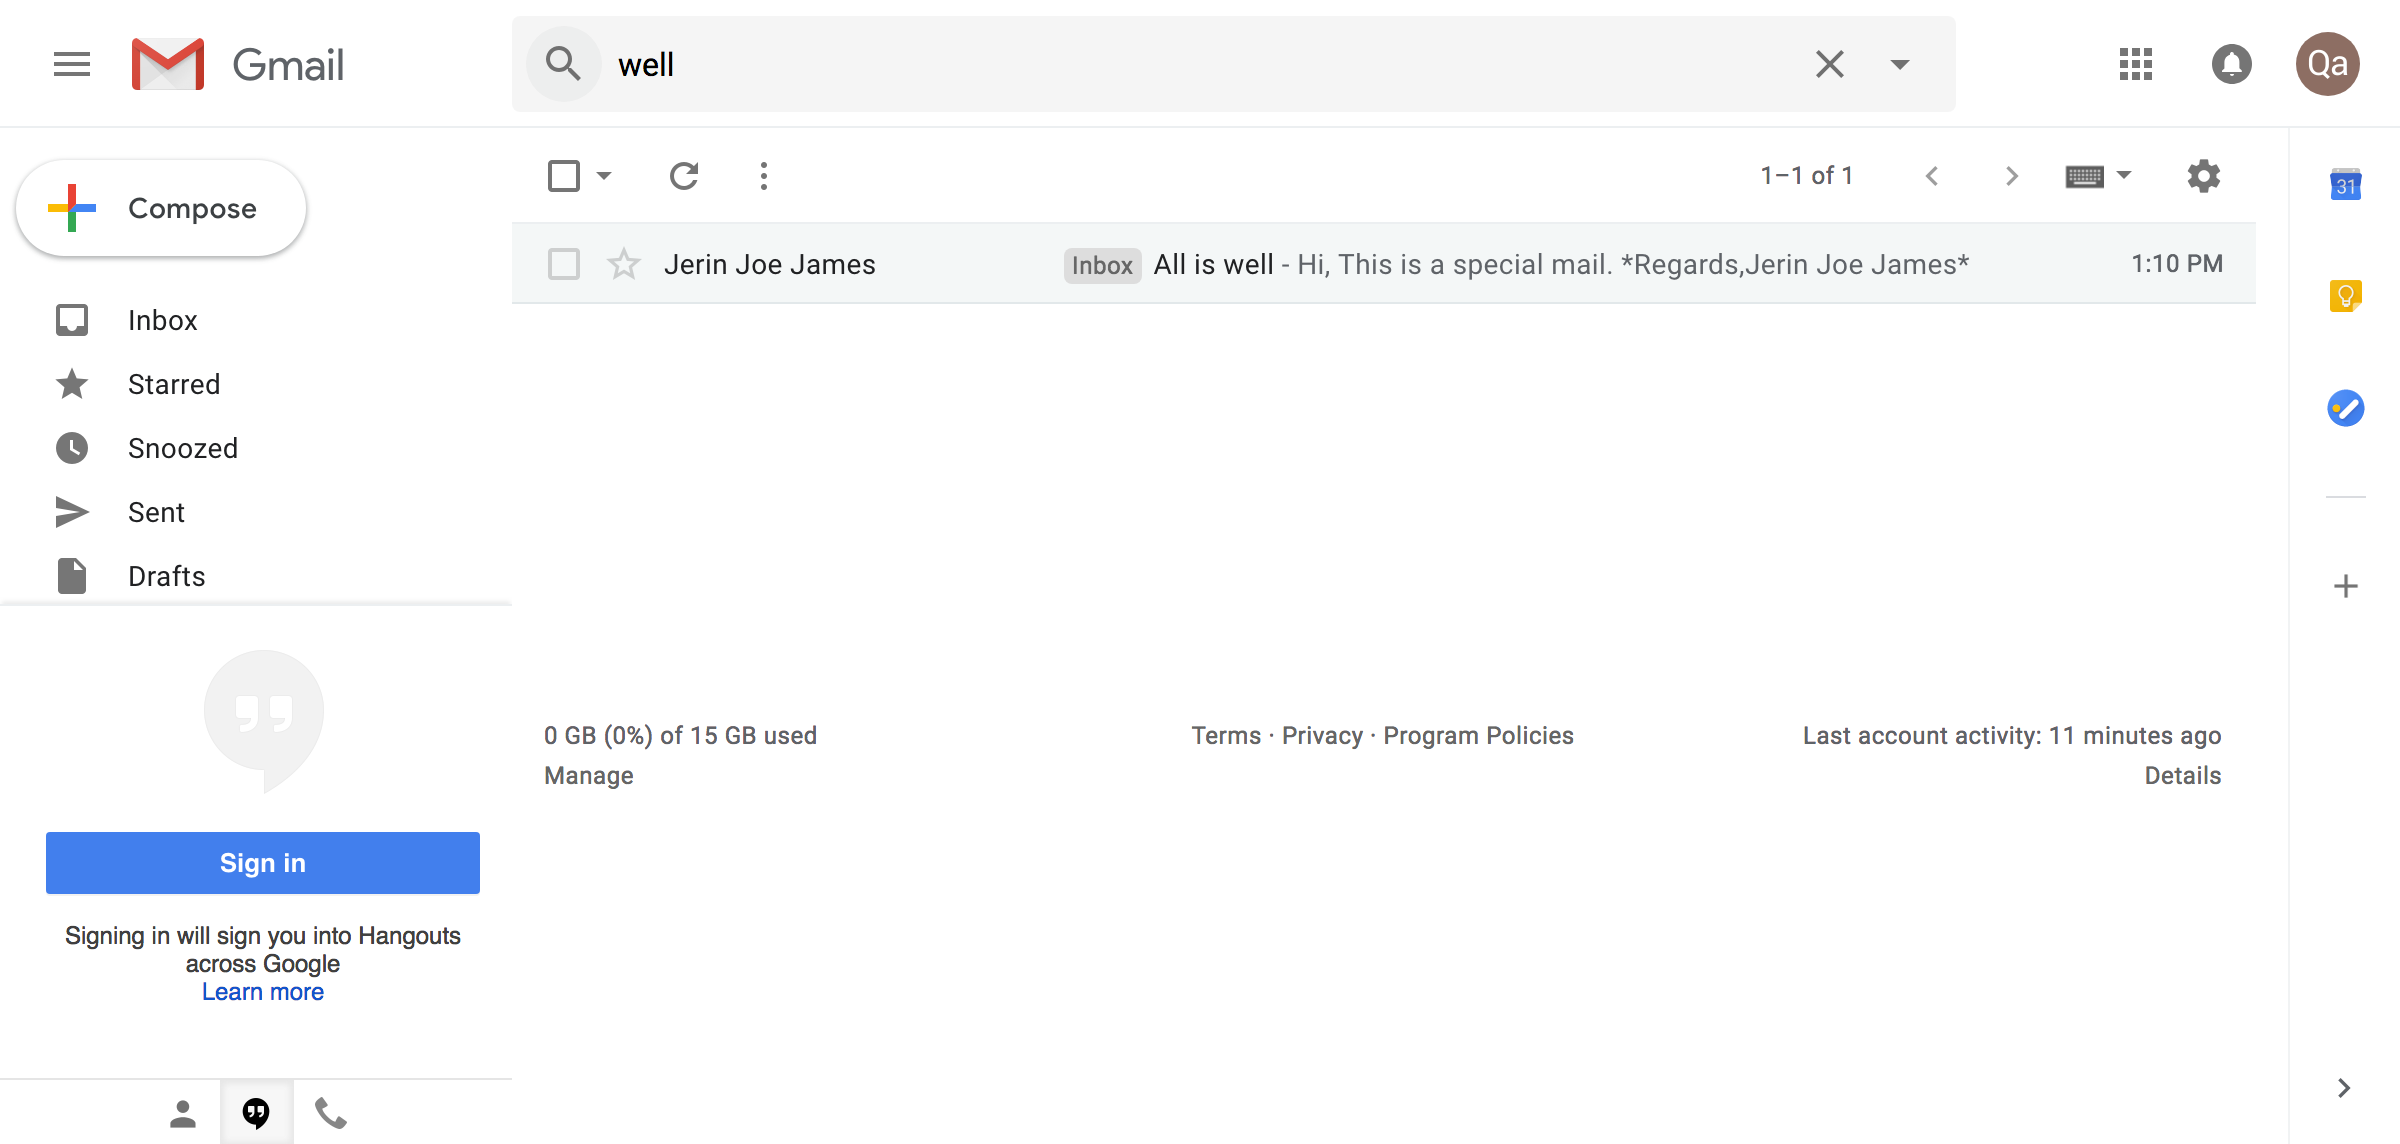 Gmail
well
Qa
Compose
1–1 of 1
31
Jerin Joe James Inbox All is well - Hi, This is a special mail. *Regards,Jerin Joe James* 1:10 PM
Inbox
Starred
Snoozed
Sent
Drafts
0 GB (0%) of 15 GB used
Manage
Terms · Privacy · Program Policies
Last account activity: 11 minutes ago
Details
Sign in
Signing in will sign you into Hangouts
across Google
Learn more